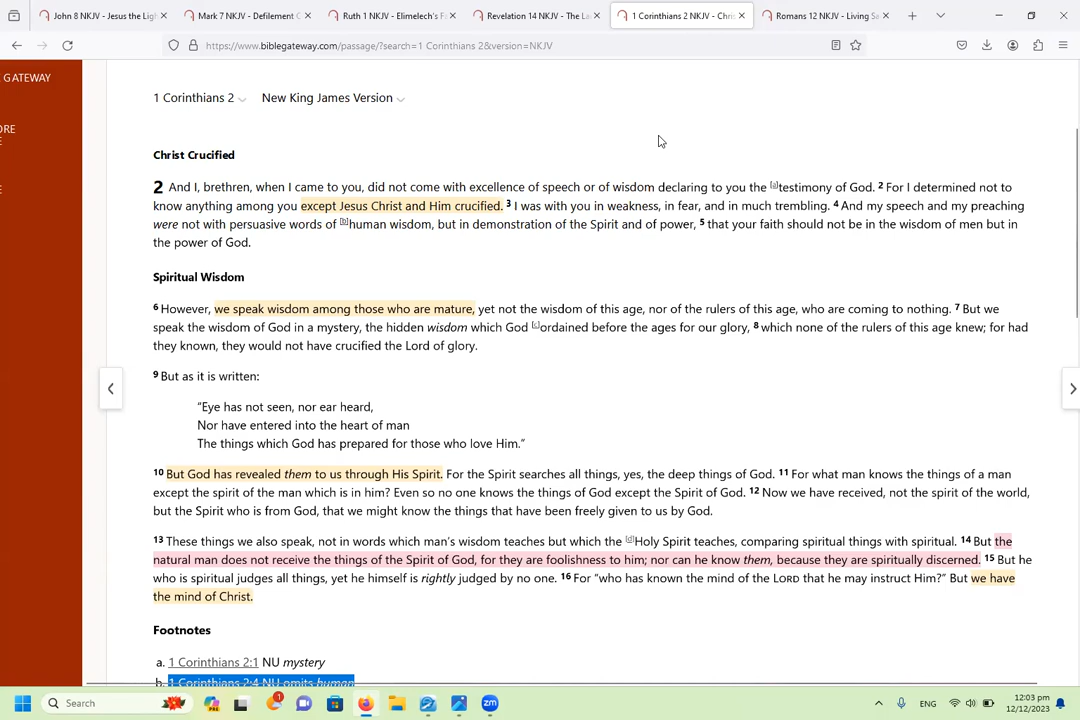 John 8 NKJV - Jesus the Lig
Mark 7 NKJV - Defilement C
Ruth 1 NKJV - Elimelech's F
Revelation 14 NKJV - The La
1 Corinthians 2 NKJV - Chri
Romans 12 NKJV - Living Sa
https://www.biblegateway.com/passage/?search=1 Corinthians 2&version=NKJV
E GATEWAY
ORE
E
E
1 Corinthians 2 New King James Version
Christ Crucified
2 And I, brethren, when I came to you, did not come with excellence of speech or of wisdom declaring to you the [a]testimony of God. 2 For I determined not to
know anything among you except Jesus Christ and Him crucified. 3 I was with you in weakness, in fear, and in much trembling. 4 And my speech and my preaching
were not with persuasive words of [b]human wisdom, but in demonstration of the Spirit and of power, 5 that your faith should not be in the wisdom of men but in
the power of God.
Spiritual Wisdom
6 However, we speak wisdom among those who are mature, yet not the wisdom of this age, nor of the rulers of this age, who are coming to nothing. 7 But we
speak the wisdom of God in a mystery, the hidden wisdom which God [c]ordained before the ages for our glory, 8 which none of the rulers of this age knew; for had
they known, they would not have crucified the Lord of glory.
9 But as it is written:
“Eye has not seen, nor ear heard,
Nor have entered into the heart of man
The things which God has prepared for those who love Him.”
10 But God has revealed them to us through His Spirit. For the Spirit searches all things, yes, the deep things of God. 11 For what man knows the things of a man
except the spirit of the man which is in him? Even so no one knows the things of God except the Spirit of God. 12 Now we have received, not the spirit of the world,
but the Spirit who is from God, that we might know the things that have been freely given to us by God.
13 These things we also speak, not in words which man’s wisdom teaches but which the [d]Holy Spirit teaches, comparing spiritual things with spiritual. 14 But the
natural man does not receive the things of the Spirit of God, for they are foolishness to him; nor can he know them, because they are spiritually discerned. 15 But he
who is spiritual judges all things, yet he himself is rightly judged by no one. 16 For “who has known the mind of the LORD that he may instruct Him?” But we have
the mind of Christ.
Footnotes
a. 1 Corinthians 2:1 NU mystery
b. 1 Corinthians 2:4 NU omits human
Search
PRE
1
zm
ENG
12:03 pm
12/12/2023